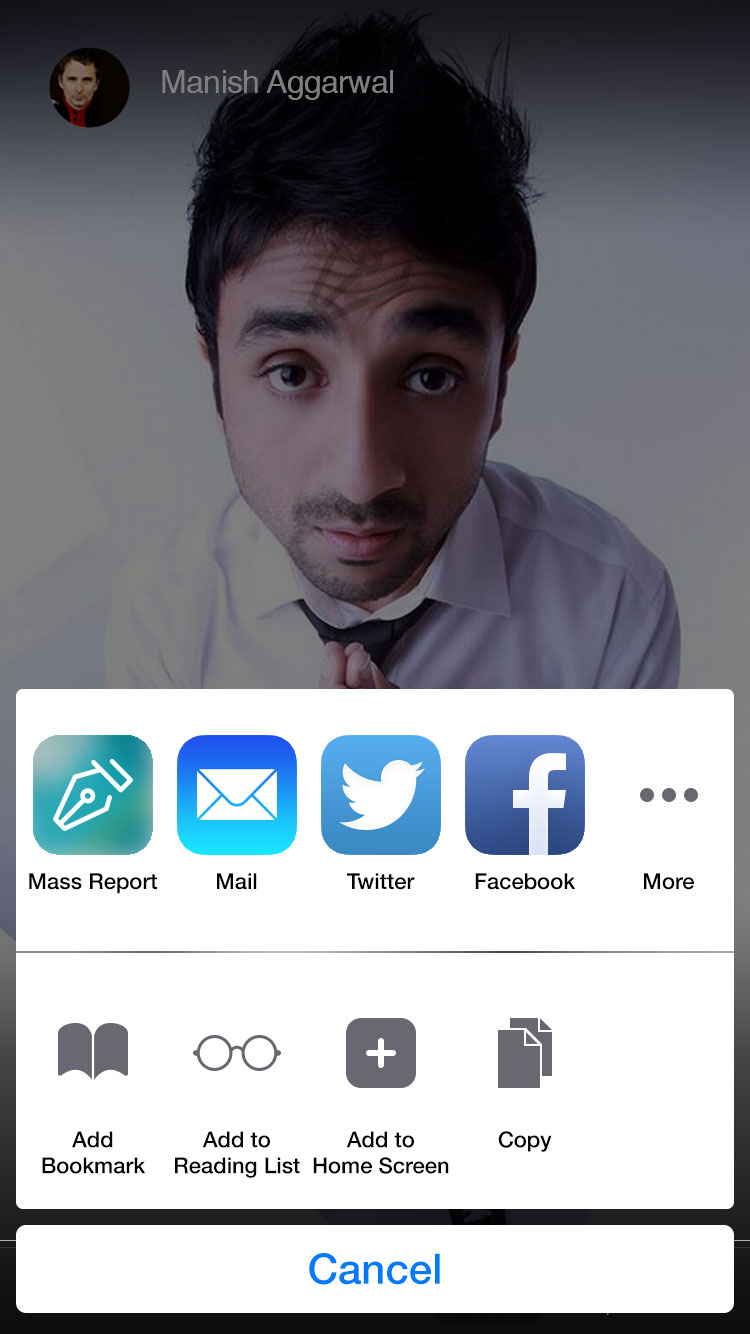 Manish Aggarwal
Mass Report
Mail
Twitter
Facebook
More
Add
Bookmark
Add to
Reading List
Add to
Home Screen
Copy
Cancel